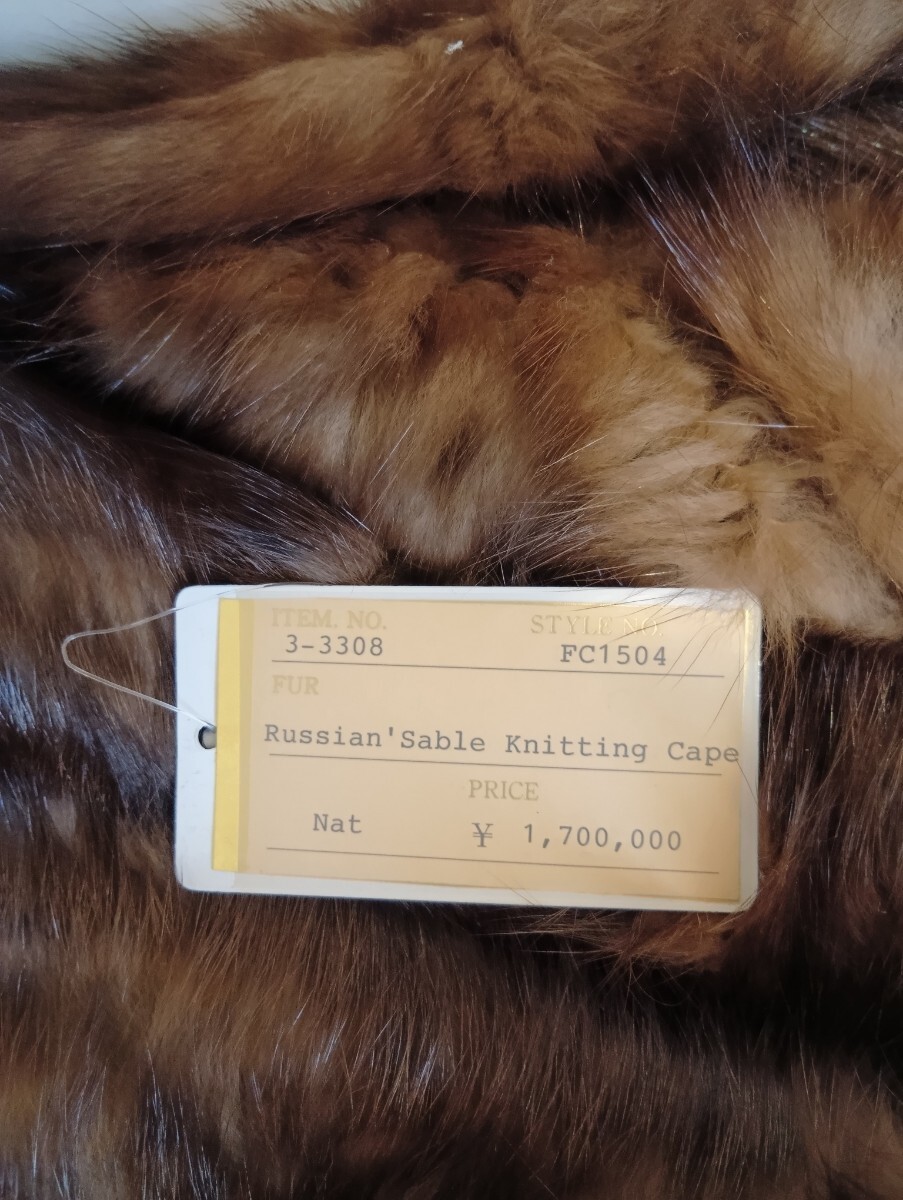 ITEM. NO. STYLE NO.
3-3308 FC1504
FUR
Russian'Sable Knitting Cape
PRICE
Nat ¥ 1,700,000